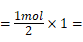 = 1mol/2 × 1 =